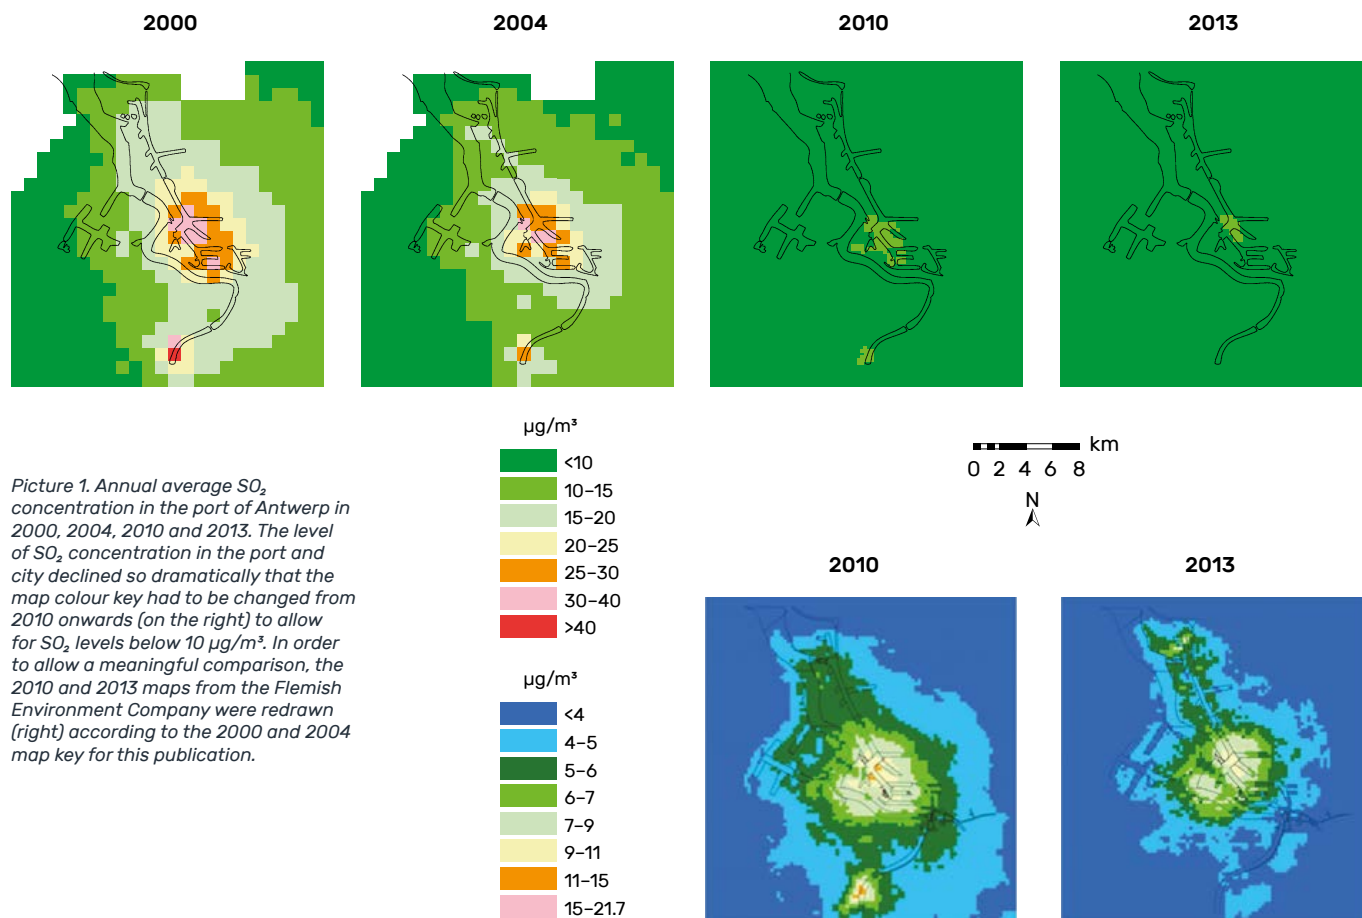 2000
2004
2010
2013
µg/m³
<10
10–15
15–20
20–25
25–30
30–40
>40
km
0 2 4 6 8
N
Picture 1. Annual average SO₂
concentration in the port of Antwerp in
2000, 2004, 2010 and 2013. The level
of SO₂ concentration in the port and
city declined so dramatically that the
map colour key had to be changed from
2010 onwards (on the right) to allow
for SO₂ levels below 10 µg/m³. In order
to allow a meaningful comparison, the
2010 and 2013 maps from the Flemish
Environment Company were redrawn
(right) according to the 2000 and 2004
map key for this publication.
µg/m³
<4
4–5
5–6
6–7
7–9
9–11
11–15
15–21.7
2010
2013